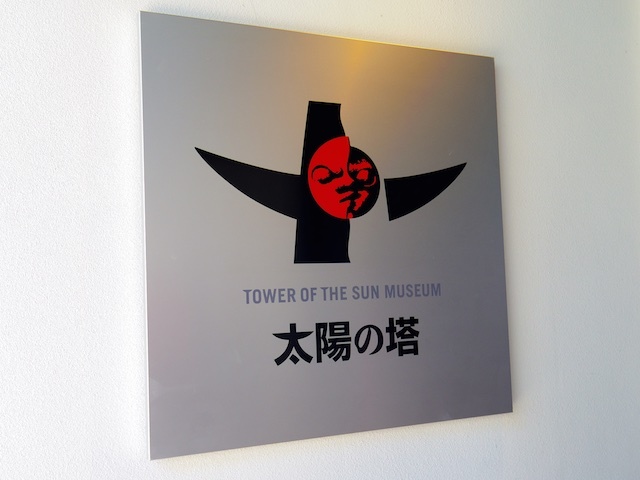 TOWER OF THE SUN MUSEUM
太陽の塔